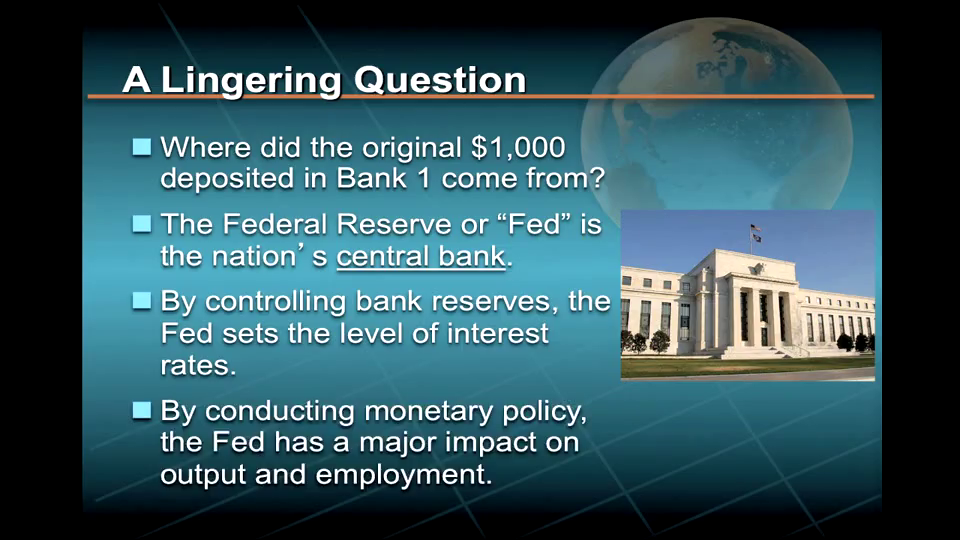 A Lingering Question
Where did the original $1,000
deposited in Bank 1 come from?
The Federal Reserve or “Fed” is
the nation’s central bank.
By controlling bank reserves, the
Fed sets the level of interest
rates.
By conducting monetary policy,
the Fed has a major impact on
output and employment.